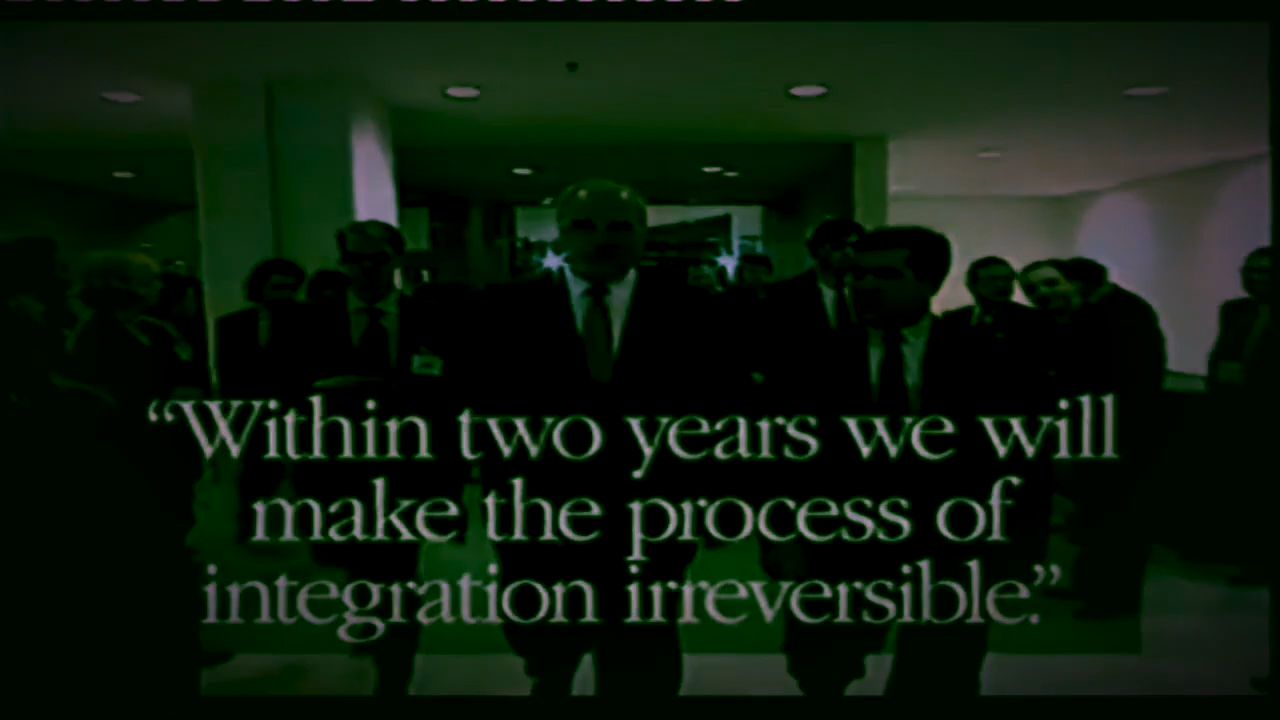 “Within two years we will
make the process of
integration irreversible.”